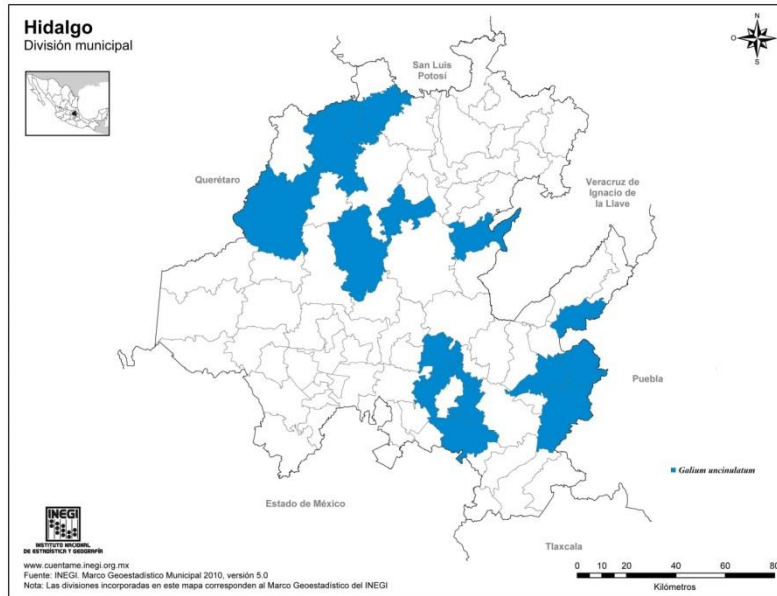 Hidalgo
División municipal
N
O
E
S
San Luis
Potosí
Querétaro
Veracruz de
Ignacio de
la Llave
Puebla
Galium uncinulatum
Estado de México
Tlaxcala
INEGI
INSTITUTO NACIONAL
DE ESTADÍSTICA Y GEOGRAFÍA
www.cuentame.inegi.org.mx
Fuente: INEGI. Marco Geoestadístico Municipal 2010, versión 5.0
Nota: Las divisiones incorporadas en este mapa corresponden al Marco Geoestadístico del INEGI
0 10 20 40 60 80
Kilómetros